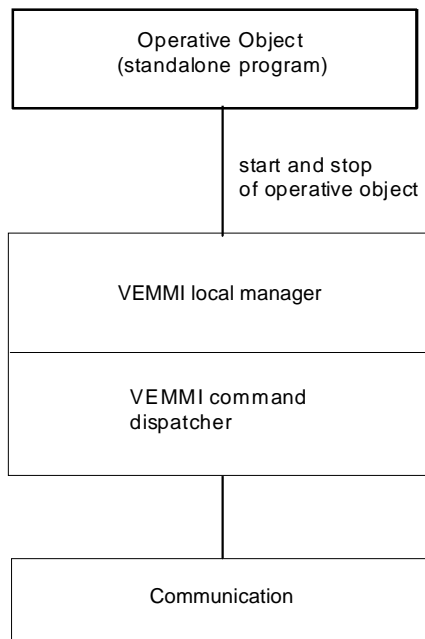 Operative Object
(standalone program)
start and stop
of operative object
VEMMI local manager
VEMMI command
dispatcher
Communication